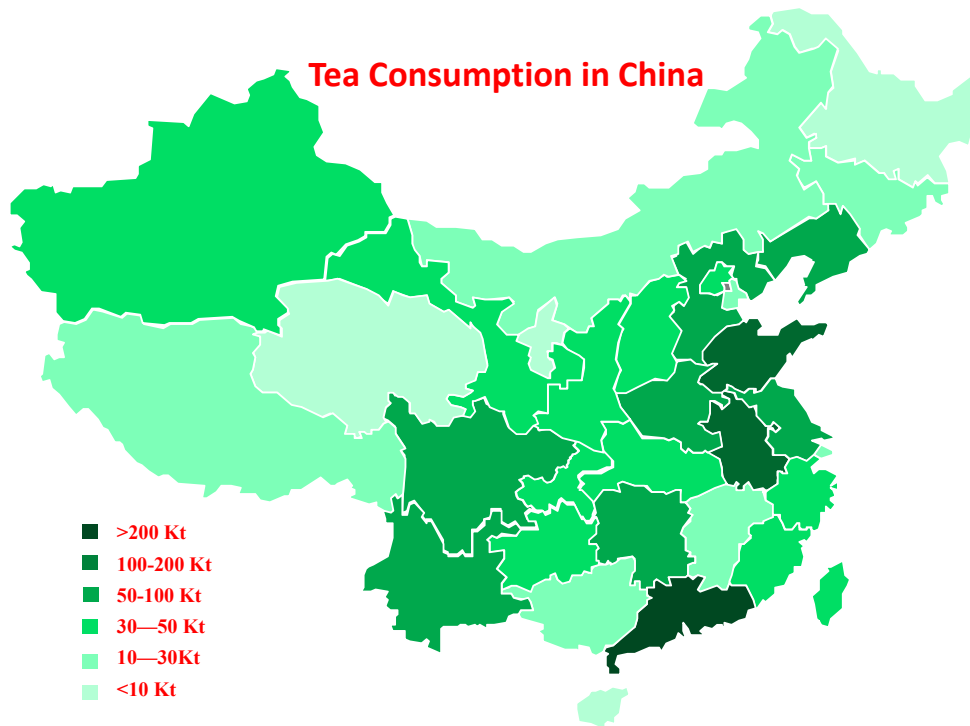 Tea Consumption in China
>200 Kt
100-200 Kt
50-100 Kt
30—50 Kt
10—30Kt
<10 Kt